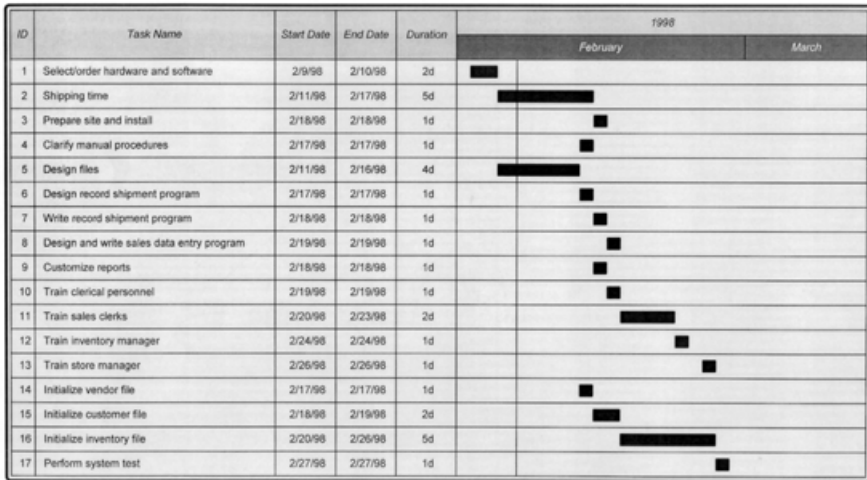 1998
ID Task Name Start Date End Date Duration
February March
1 Select/order hardware and software 2/9/98 2/10/98 2d
2 Shipping time 2/11/98 2/17/98 5d
3 Prepare site and install 2/18/98 2/18/98 1d
4 Clarify manual procedures 2/17/98 2/17/98 1d
5 Design files 2/11/98 2/16/98 4d
6 Design record shipment program 2/17/98 2/17/98 1d
7 Write record shipment program 2/18/98 2/18/98 1d
8 Design and write sales data entry program 2/19/98 2/19/98 1d
9 Customize reports 2/18/98 2/18/98 1d
10 Train clerical personnel 2/19/98 2/19/98 1d
11 Train sales clerks 2/20/98 2/23/98 2d
12 Train inventory manager 2/24/98 2/24/98 1d
13 Train store manager 2/26/98 2/26/98 1d
14 Initialize vendor file 2/17/98 2/17/98 1d
15 Initialize customer file 2/18/98 2/19/98 2d
16 Initialize inventory file 2/20/98 2/26/98 5d
17 Perform system test 2/27/98 2/27/98 1d